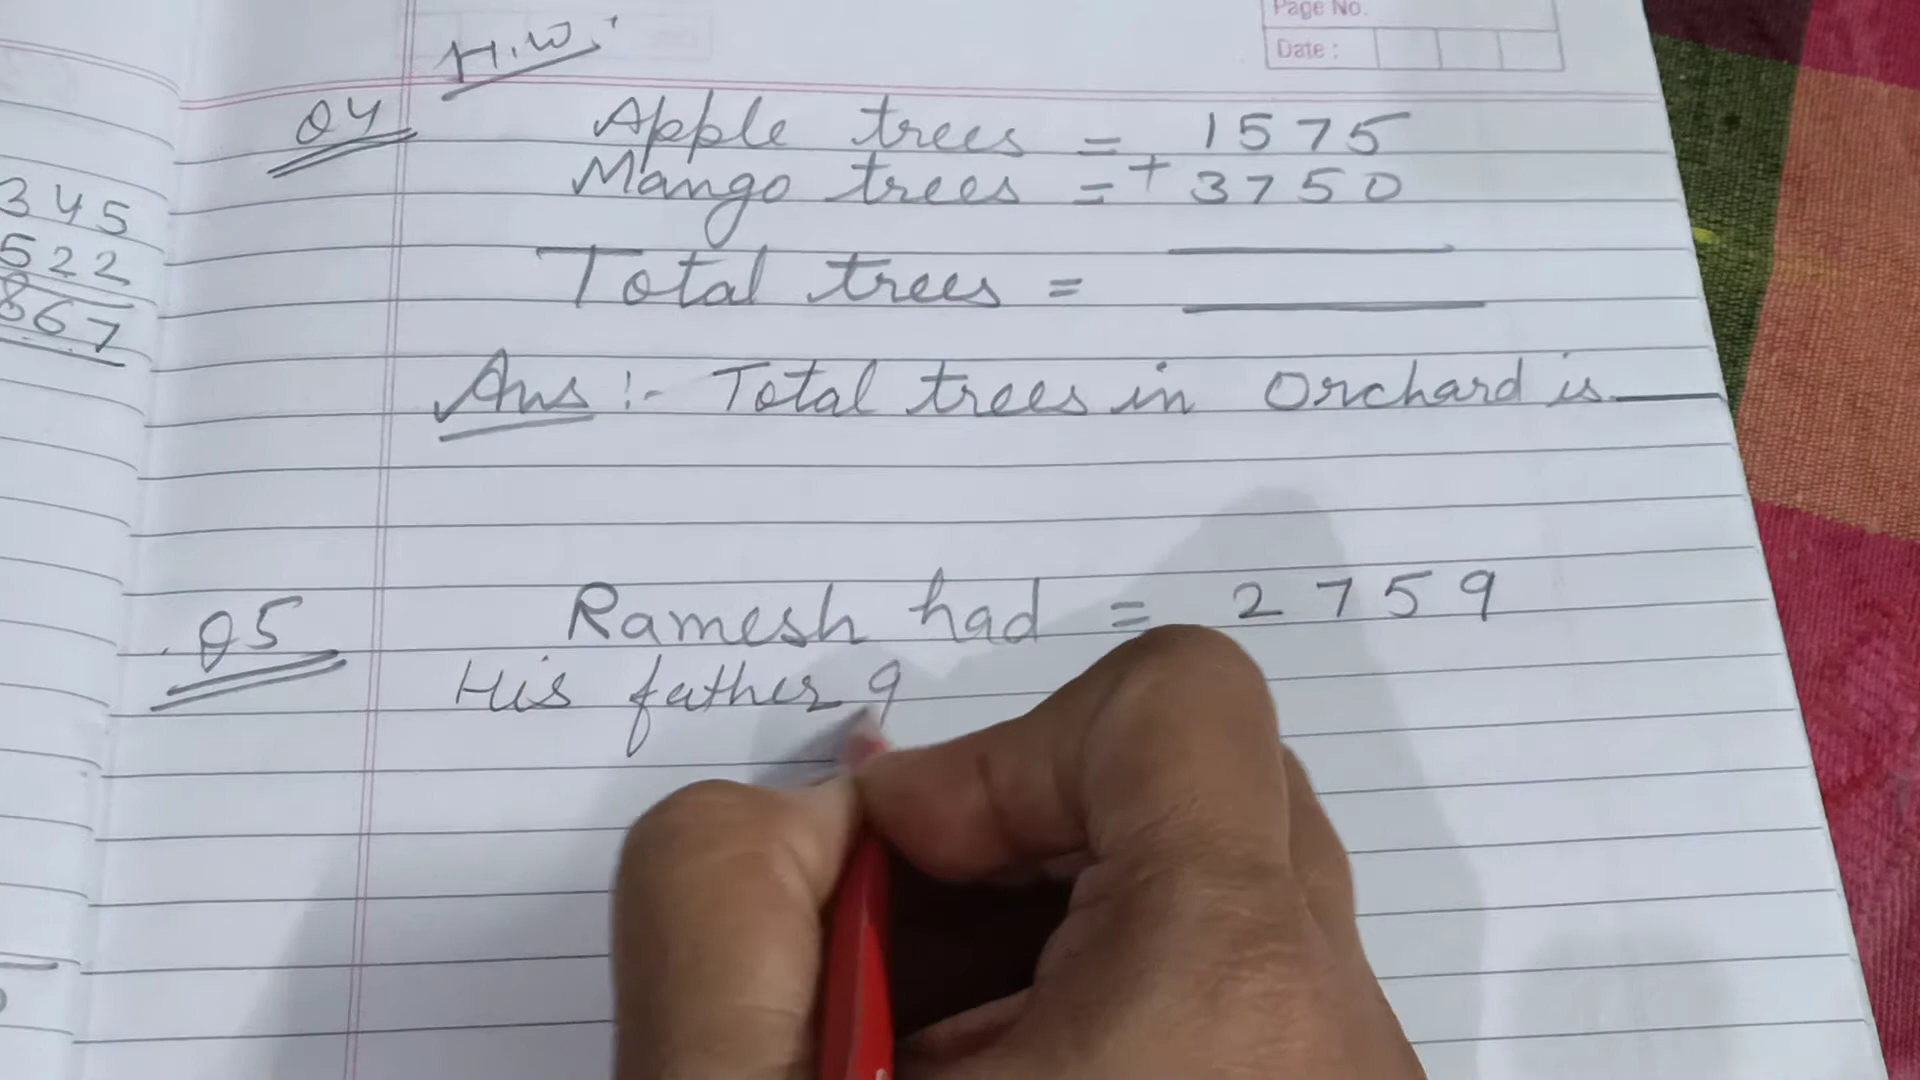 Page No.
Date :
H.W.
Q4 Apple trees = 1575
Mango trees = + 3750
Total trees =
Ans :- Total trees in Orchard is
345
522
867
Q5 Ramesh had = 2759
His father g